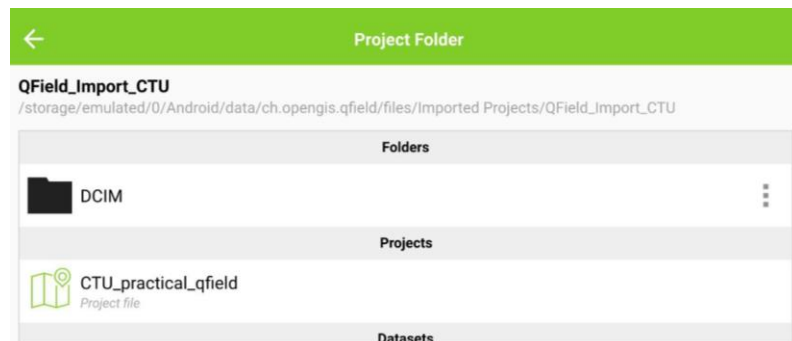 Project Folder
QField_Import_CTU
/storage/emulated/0/Android/data/ch.opengis.qfield/files/Imported Projects/QField_Import_CTU
Folders
DCIM
Projects
CTU_practical_qfield
Project file
Datasets